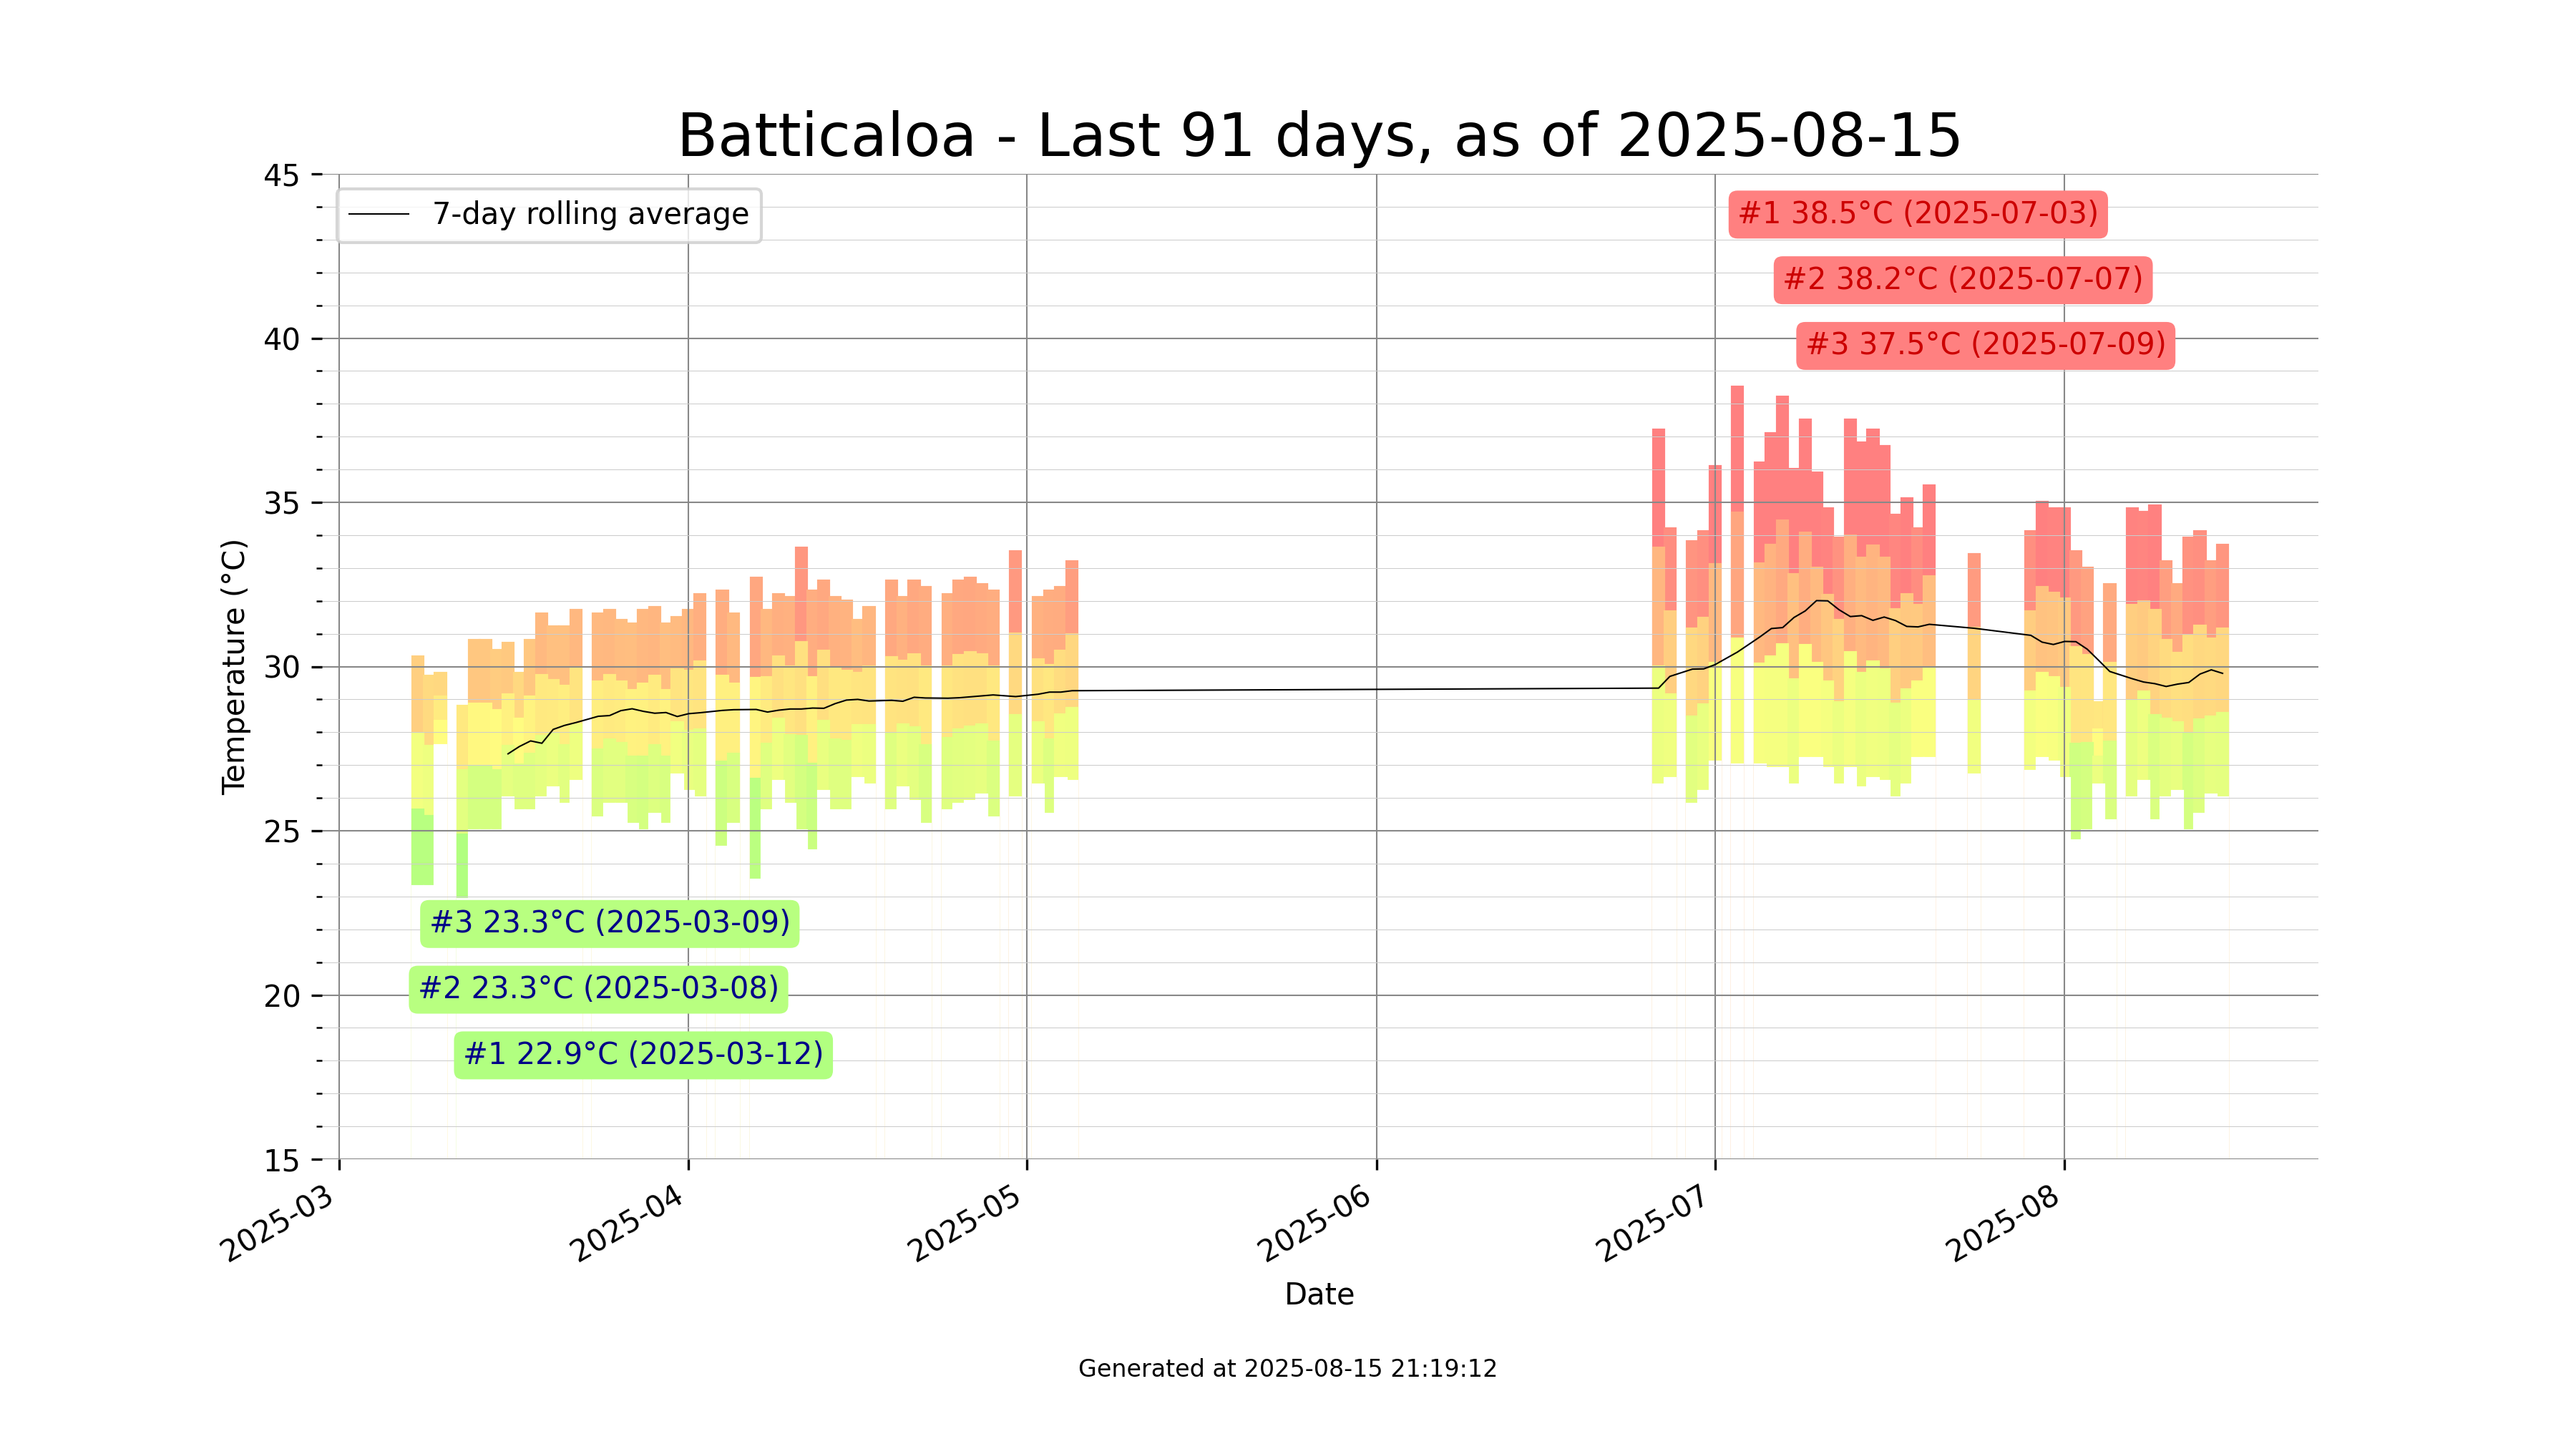 Batticaloa - Last 91 days, as of 2025-08-15
45
40
35
30
25
20
15
Temperature (°C)
7-day rolling average
#1 38.5°C (2025-07-03)
#2 38.2°C (2025-07-07)
#3 37.5°C (2025-07-09)
#3 23.3°C (2025-03-09)
#2 23.3°C (2025-03-08)
#1 22.9°C (2025-03-12)
2025-03
2025-04
2025-05
2025-06
2025-07
2025-08
Date
Generated at 2025-08-15 21:19:12